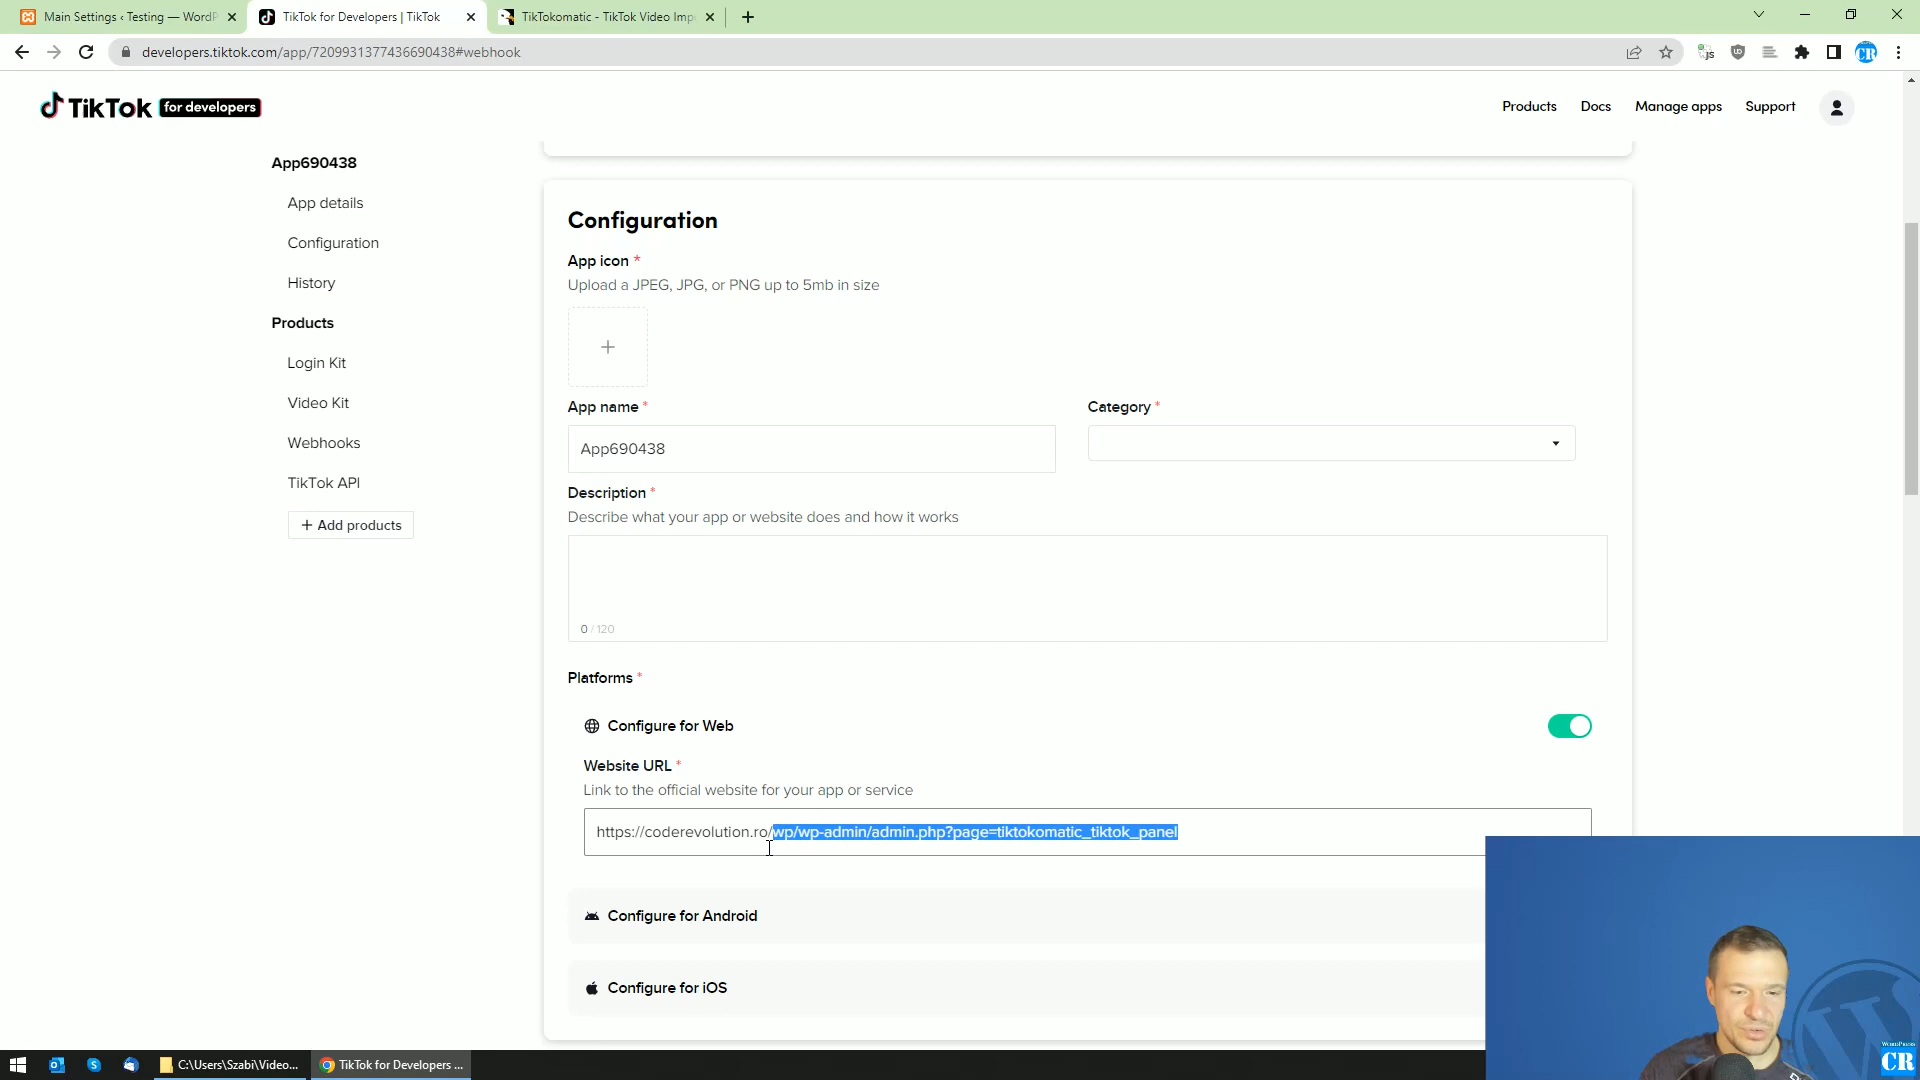 Main Settings ‹ Testing — WordP
TikTok for Developers | TikTok
TikTokomatic - TikTok Video Imp
developers.tiktok.com/app/7209931377436690438#webhook
TikTok for developers
Products
Docs
Manage apps
Support
App690438
App details
Configuration
History
Products
Login Kit
Video Kit
Webhooks
TikTok API
+ Add products
Configuration
App icon *
Upload a JPEG, JPG, or PNG up to 5mb in size
App name *
Category *
App690438
Description *
Describe what your app or website does and how it works
0 / 120
Platforms *
Configure for Web
Website URL *
Link to the official website for your app or service
https://coderevolution.ro/wp/wp-admin/admin.php?page=tiktokomatic_tiktok_panel
Configure for Android
Configure for iOS
WORDPRESS
CR
C:\Users\Szabi\Video...
TikTok for Developers ...